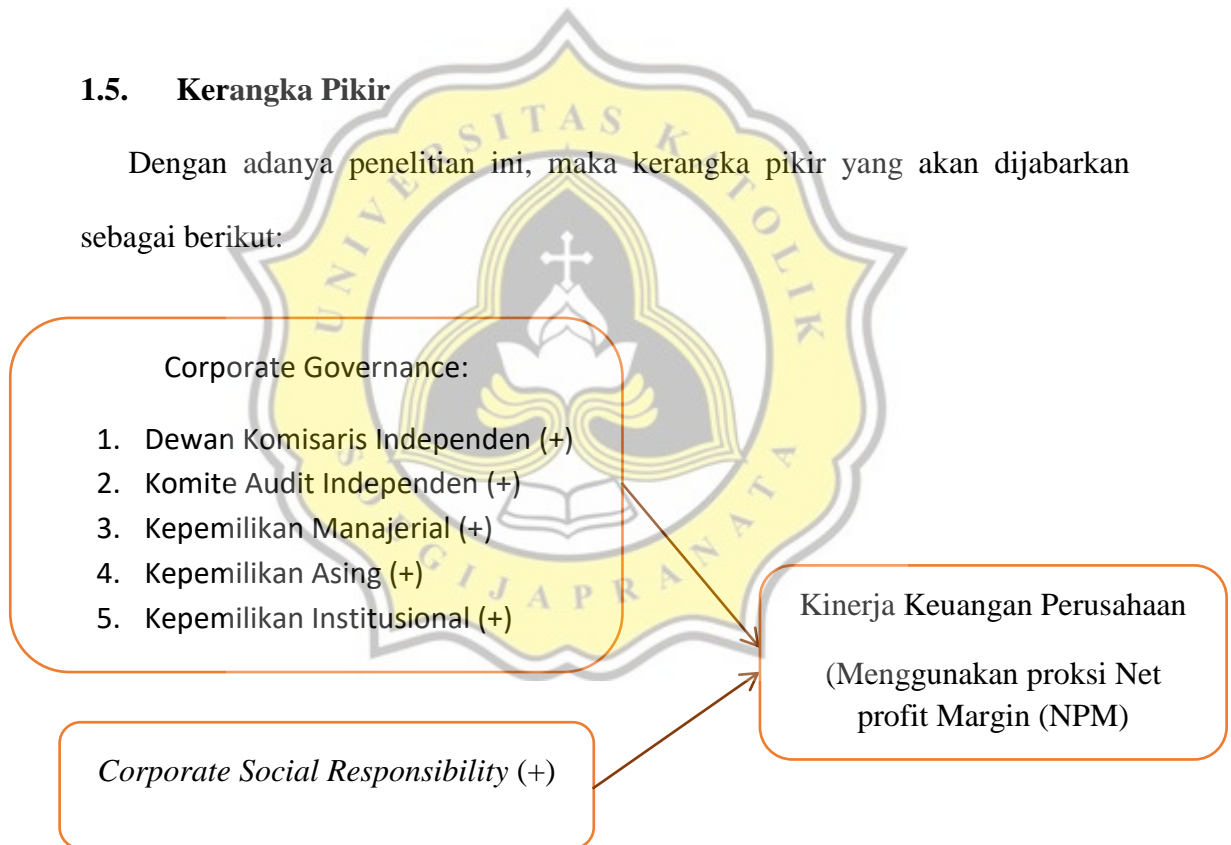 1.5. Kerangka Pikir
Dengan adanya penelitian ini, maka kerangka pikir yang akan dijabarkan
sebagai berikut:
UNIVERSITAS KATOLIK
SOEGIJAPRANATA
Corporate Governance:
1. Dewan Komisaris Independen (+)
2. Komite Audit Independen (+)
3. Kepemilikan Manajerial (+)
4. Kepemilikan Asing (+)
5. Kepemilikan Institusional (+)
Kinerja Keuangan Perusahaan
(Menggunakan proksi Net
profit Margin (NPM)
Corporate Social Responsibility (+)